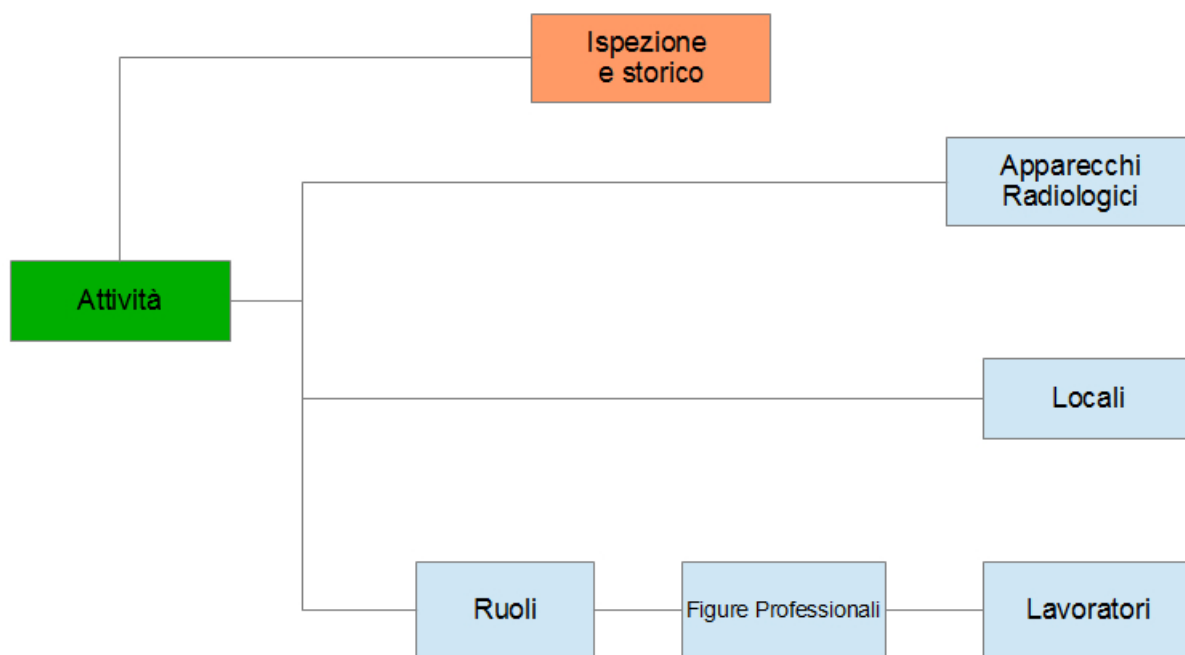 Ispezione
e storico
Apparecchi
Radiologici
Attività
Locali
Ruoli
Figure Professionali
Lavoratori